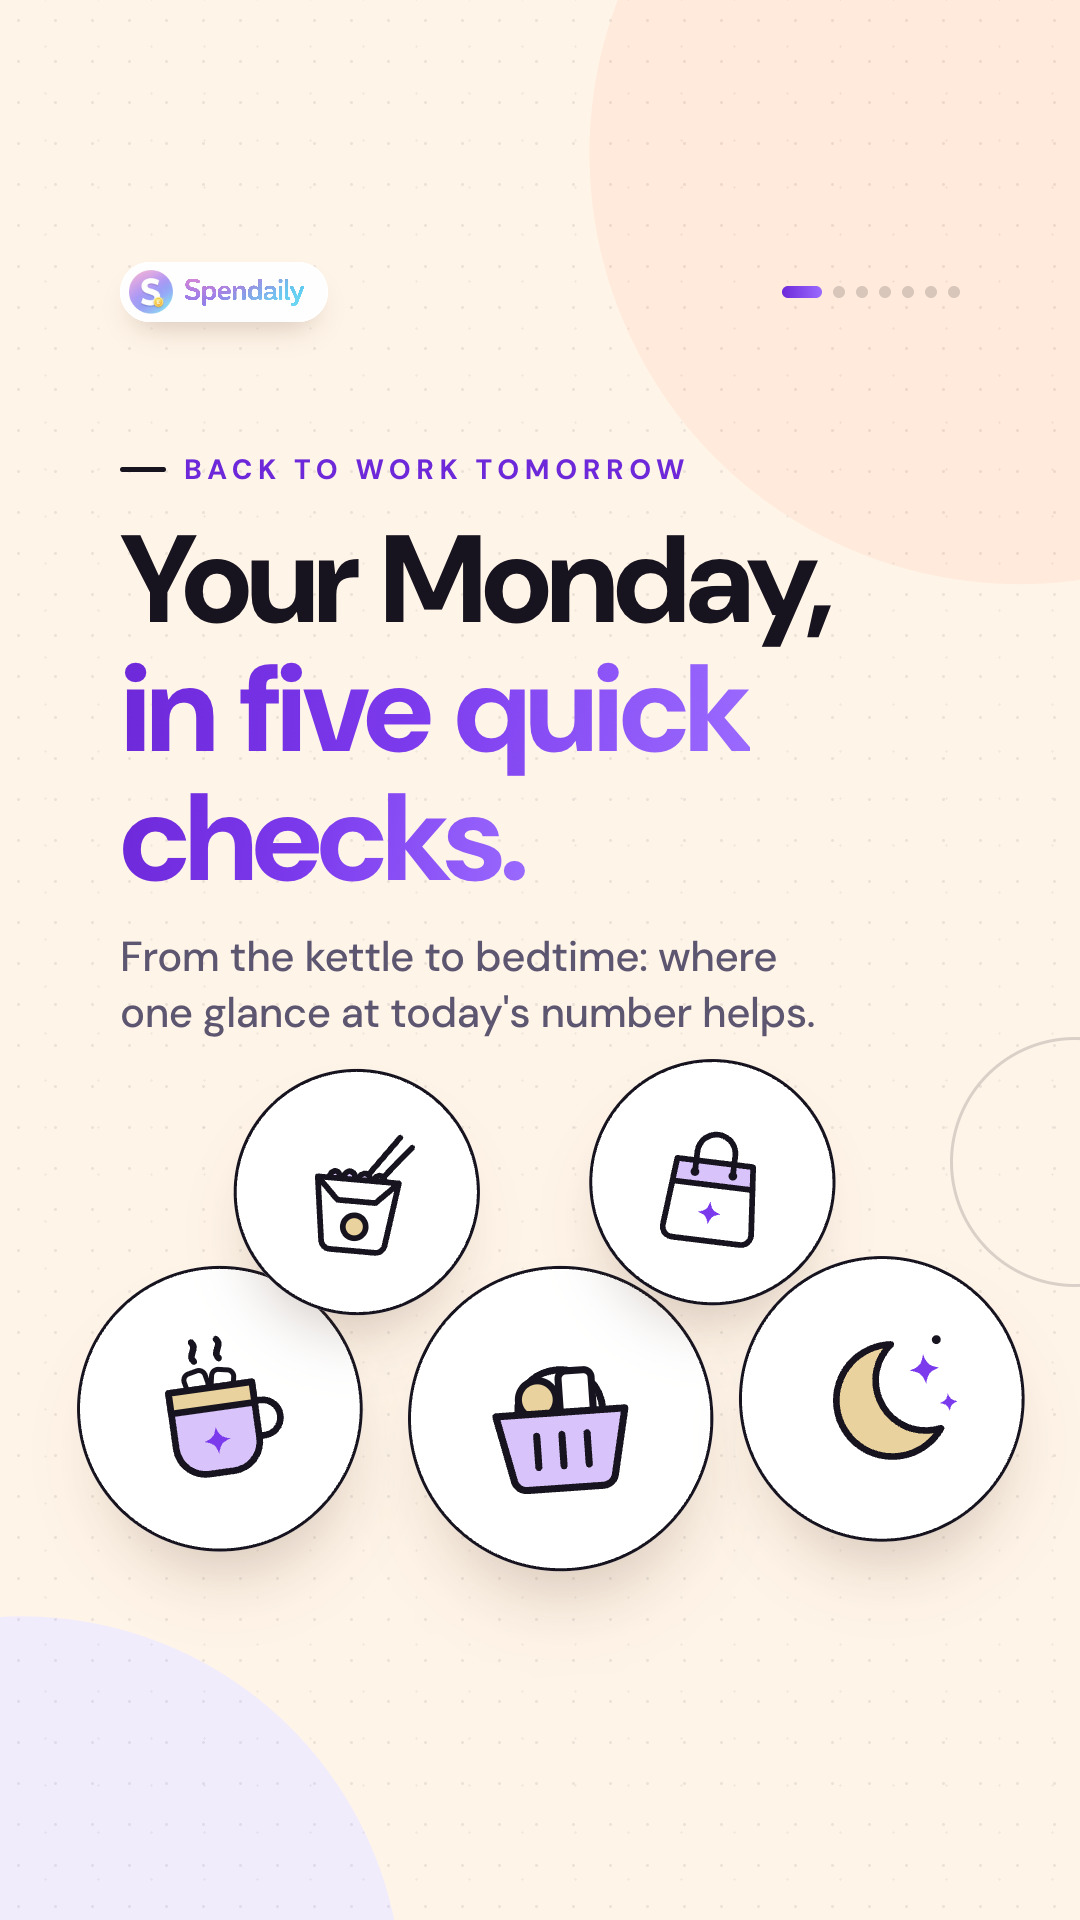 Spendaily
BACK TO WORK TOMORROW
Your Monday,
in five quick
checks.
From the kettle to bedtime: where
one glance at today's number helps.